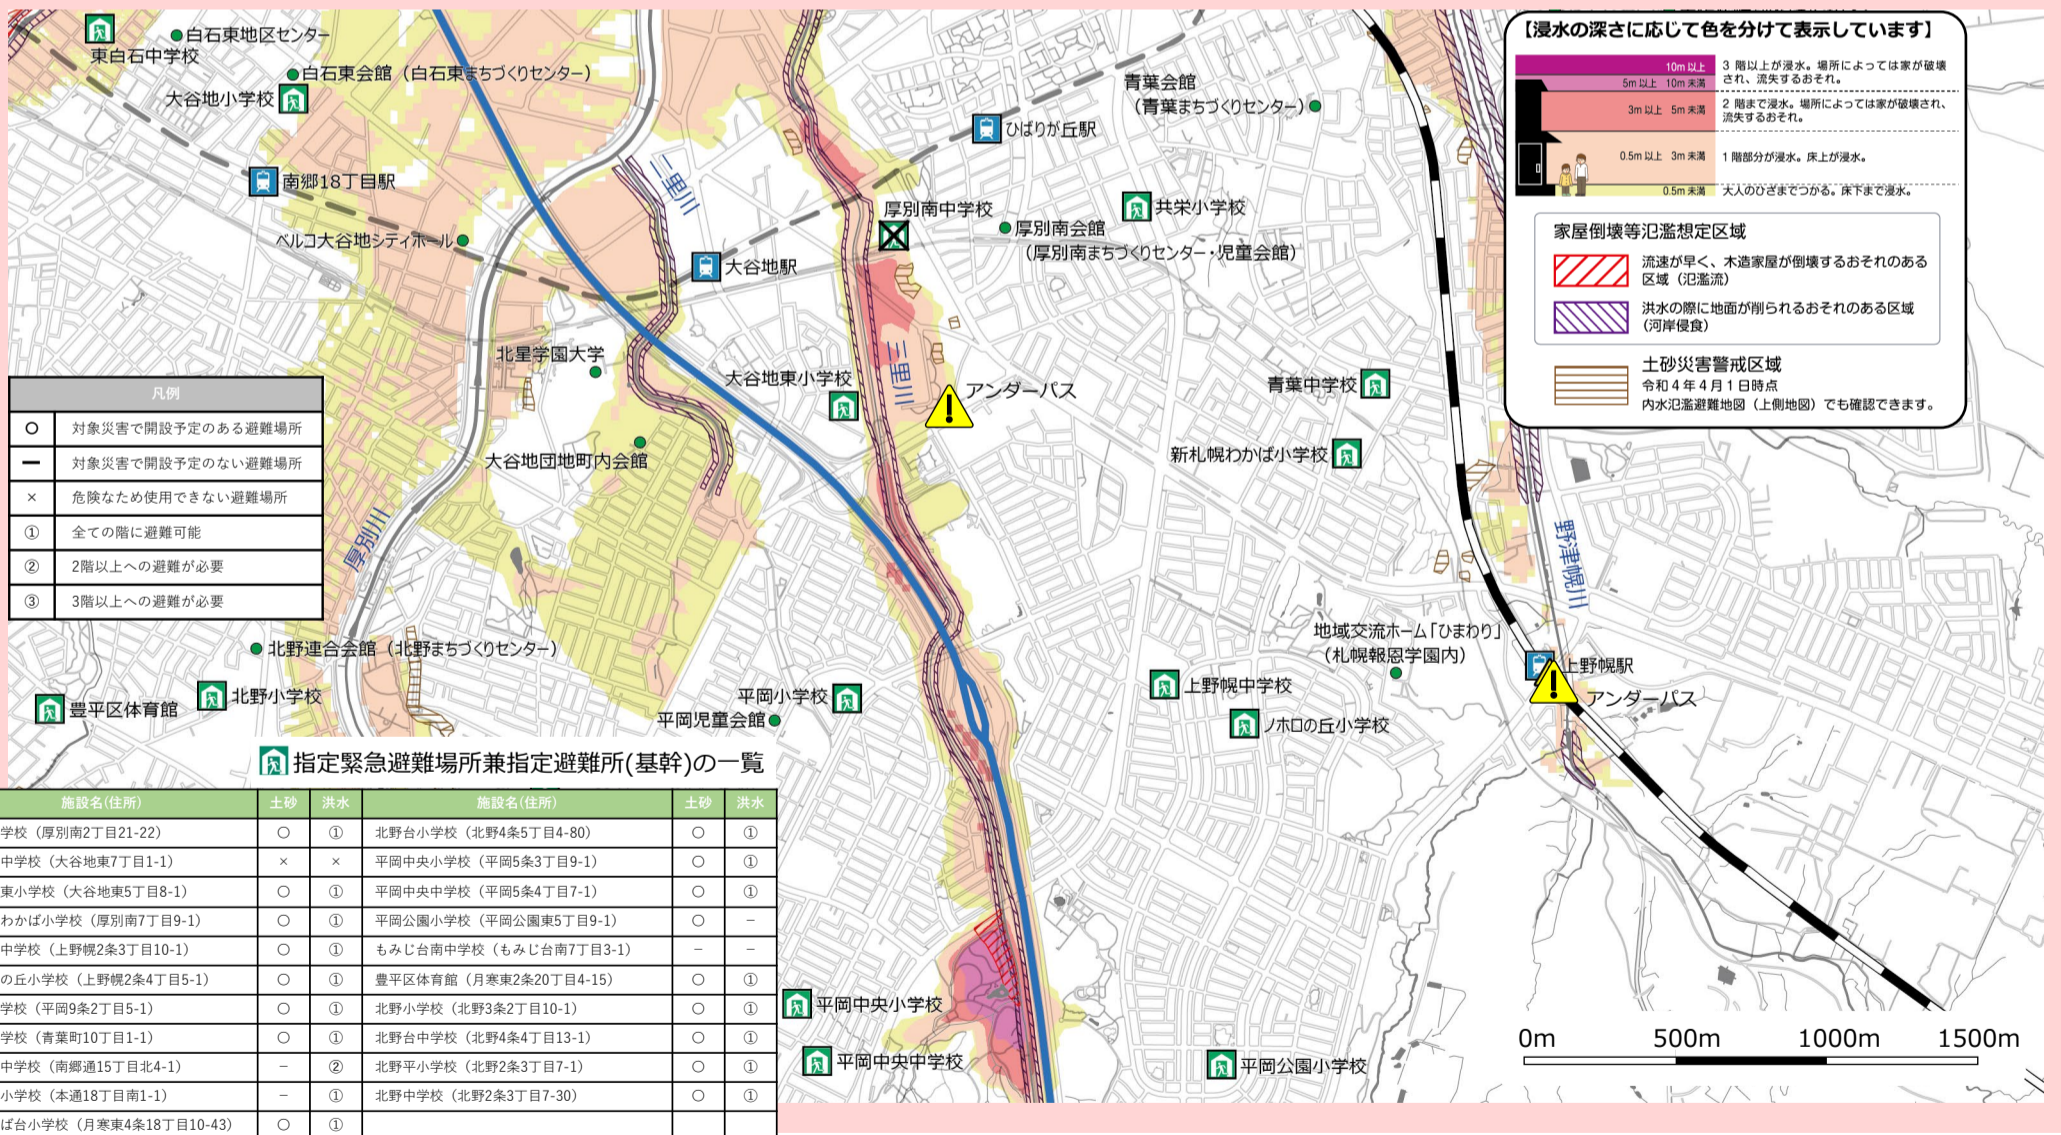 東白石中学校
白石東地区センター
白石東会館（白石東まちづくりセンター）
大谷地小学校
南郷18丁目駅
ベルコ大谷地シティホール
二里川
大谷地駅
ひばりが丘駅
青葉会館
（青葉まちづくりセンター）
厚別南中学校
共栄小学校
厚別南会館
（厚別南まちづくりセンター・児童会館）
北星学園大学
大谷地東小学校
三里川
アンダーパス
青葉中学校
新札幌わかば小学校
大谷地団地町内会館
厚別川
野津幌川
地域交流ホーム「ひまわり」
（札幌報恩学園内）
上野幌駅
アンダーパス
北野連合会館（北野まちづくりセンター）
豊平区体育館
北野小学校
平岡小学校
平岡児童会館
上野幌中学校
ノホロの丘小学校
平岡中央小学校
平岡中央中学校
平岡公園小学校
【浸水の深さに応じて色を分けて表示しています】
10m 以上
3 階以上が浸水。場所によっては家が破壊
され、流失するおそれ。
5m 以上 10m 未満
3m 以上 5m 未満
2 階まで浸水。場所によっては家が破壊され、
流失するおそれ。
0.5m 以上 3m 未満
1 階部分が浸水。床上が浸水。
0.5m 未満
大人のひざまでつかる。床下まで浸水。
家屋倒壊等氾濫想定区域
流速が早く、木造家屋が倒壊するおそれのある
区域（氾濫流）
洪水の際に地面が削られるおそれのある区域
（河岸侵食）
土砂災害警戒区域
令和 4 年 4 月 1 日時点
内水氾濫避難地図（上側地図）でも確認できます。
凡例
○ 対象災害で開設予定のある避難場所
ー 対象災害で開設予定のない避難場所
× 危険なため使用できない避難場所
① 全ての階に避難可能
② 2階以上への避難が必要
③ 3階以上への避難が必要
指定緊急避難場所兼指定避難所(基幹)の一覧
施設名(住所) 土砂 洪水 施設名(住所) 土砂 洪水
学校（厚別南2丁目21-22） ○ ① 北野台小学校（北野4条5丁目4-80） ○ ①
中学校（大谷地東7丁目1-1） × × 平岡中央小学校（平岡5条3丁目9-1） ○ ①
東小学校（大谷地東5丁目8-1） ○ ① 平岡中央中学校（平岡5条4丁目7-1） ○ ①
わかば小学校（厚別南7丁目9-1） ○ ① 平岡公園小学校（平岡公園東5丁目9-1） ○ −
中学校（上野幌2条3丁目10-1） ○ ① もみじ台南中学校（もみじ台南7丁目3-1） − −
の丘小学校（上野幌2条4丁目5-1） ○ ① 豊平区体育館（月寒東2条20丁目4-15） ○ ①
学校（平岡9条2丁目5-1） ○ ① 北野小学校（北野3条2丁目10-1） ○ ①
学校（青葉町10丁目1-1） ○ ① 北野台中学校（北野4条4丁目13-1） ○ ①
中学校（南郷通15丁目北4-1） − ② 北野平小学校（北野2条3丁目7-1） ○ ①
小学校（本通18丁目南1-1） − ① 北野中学校（北野2条3丁目7-30） ○ ①
ば台小学校（月寒東4条18丁目10-43） ○ ①
0m 500m 1000m 1500m